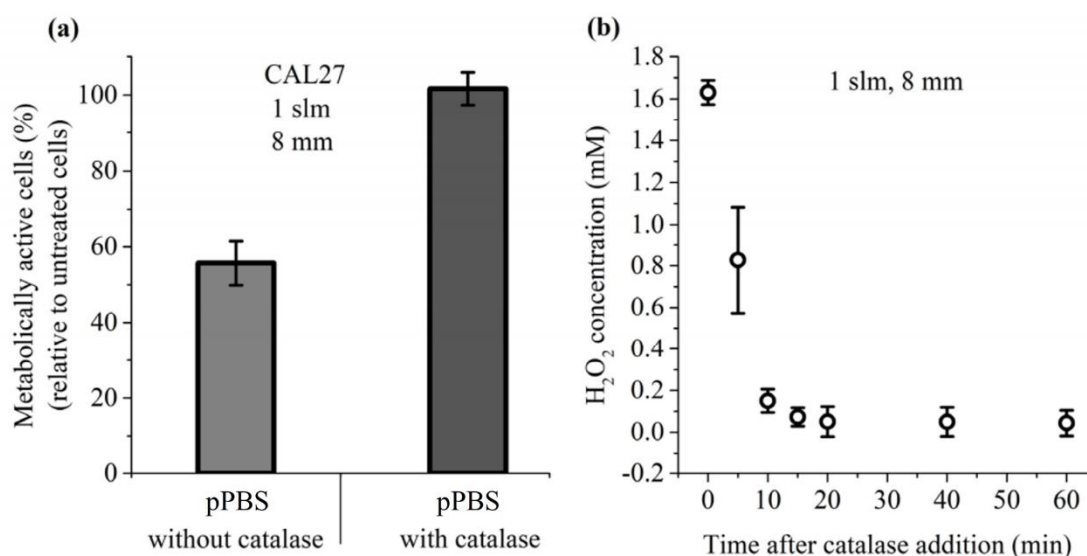 (a)
Metabolically active cells (%)
(relative to untreated cells)
100
80
60
40
20
0
CAL27
1 slm
8 mm
pPBS
without catalase
pPBS
with catalase
(b)
H₂O₂ concentration (mM)
1.8
1.6
1.4
1.2
1.0
0.8
0.6
0.4
0.2
0.0
-0.2
1 slm, 8 mm
0 10 20 30 40 50 60
Time after catalase addition (min)